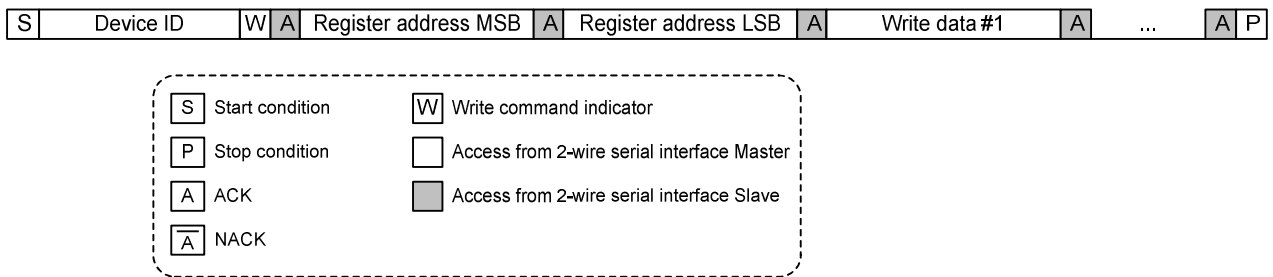 S Device ID W A Register address MSB A Register address LSB A Write data #1 A ... A P
S Start condition W Write command indicator
P Stop condition Access from 2-wire serial interface Master
A ACK Access from 2-wire serial interface Slave
A̅ NACK